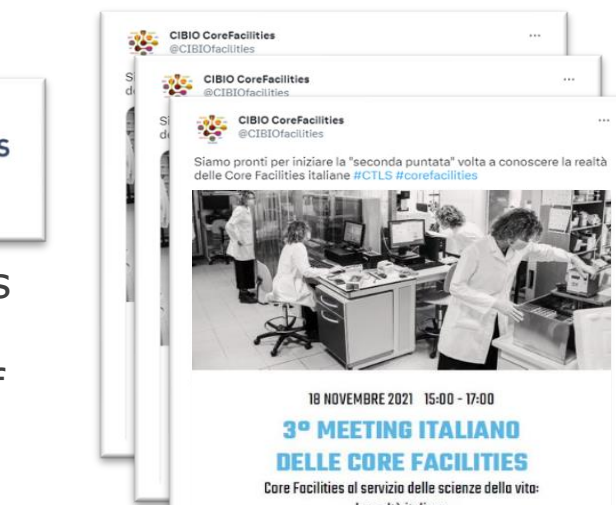 CIBIO CoreFacilities
@CIBIOfacilities
CIBIO CoreFacilities
@CIBIOfacilities
CIBIO CoreFacilities
@CIBIOfacilities
Siamo pronti per iniziare la "seconda puntata" volta a conoscere la realtà
delle Core Facilities italiane #CTLS #corefacilities
18 NOVEMBRE 2021 15:00 - 17:00
3° MEETING ITALIANO
DELLE CORE FACILITIES
Core Facilities al servizio delle scienze della vita: